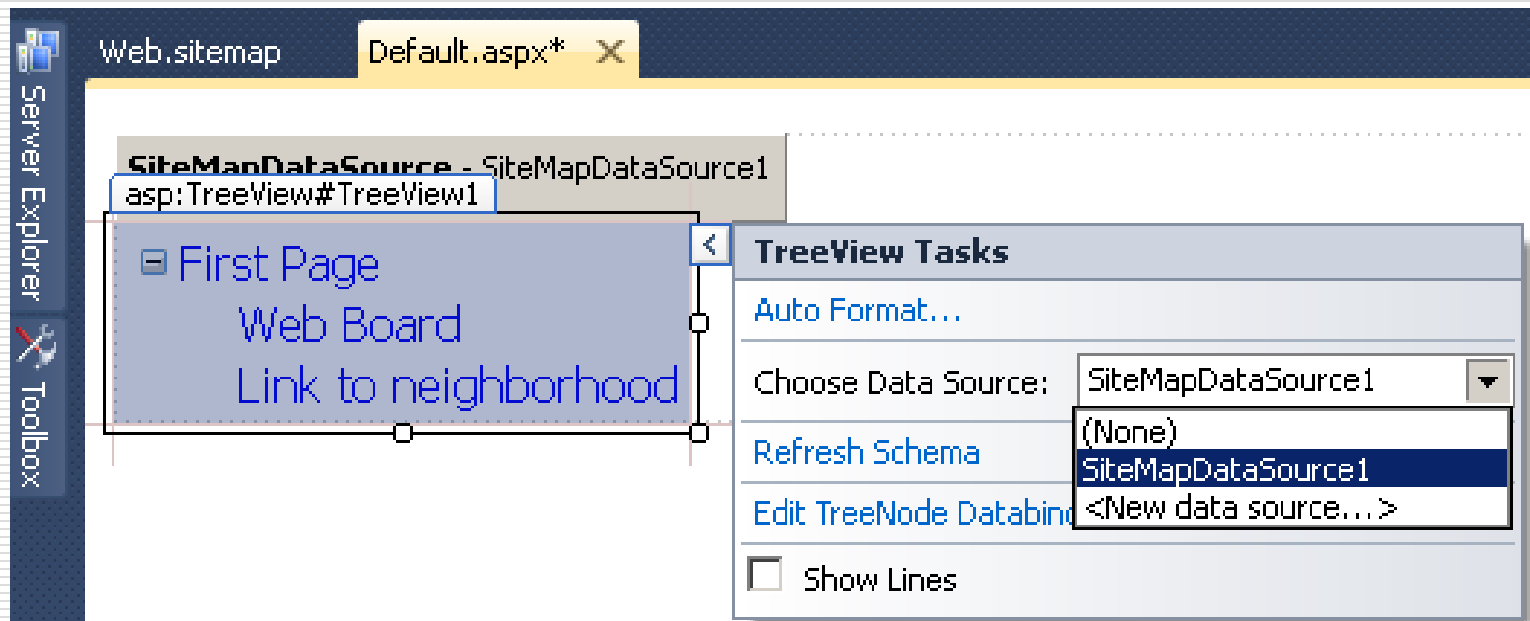 Server Explorer
Toolbox
Web.sitemap
Default.aspx*
SiteMapDataSource - SiteMapDataSource1
asp:TreeView#TreeView1
First Page
Web Board
Link to neighborhood
TreeView Tasks
Auto Format...
Choose Data Source: SiteMapDataSource1
(None)
SiteMapDataSource1
<New data source...>
Refresh Schema
Edit TreeNode
Show Lines